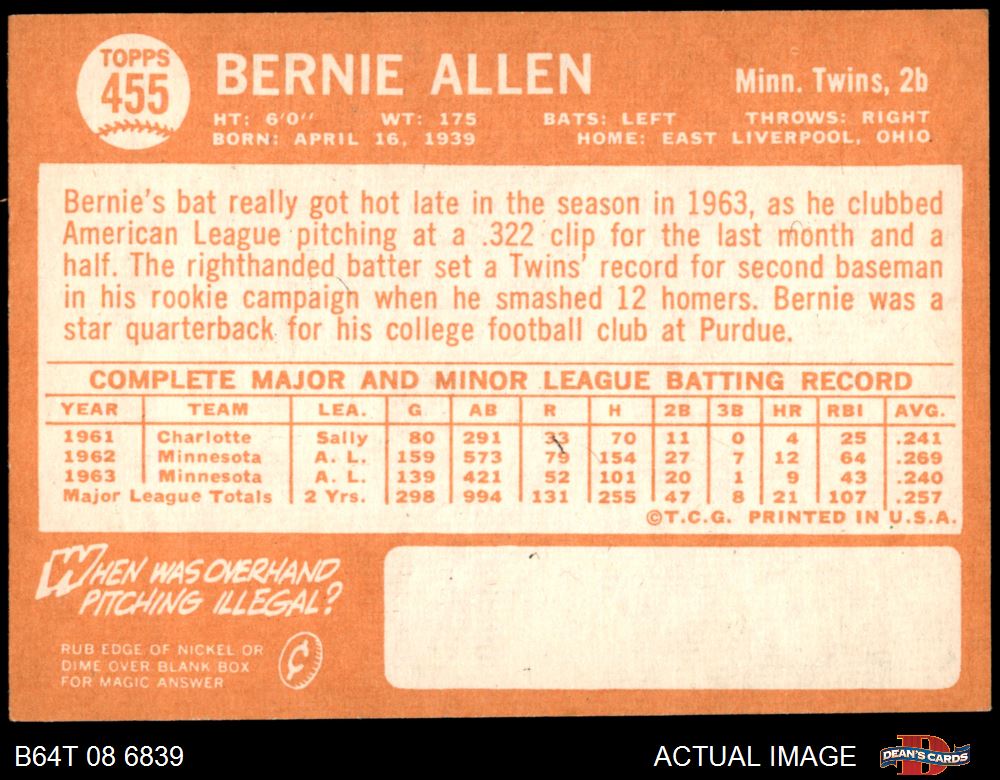 TOPPS
455
BERNIE ALLEN
Minn. Twins, 2b
HT: 6'0" WT: 175 BATS: LEFT THROWS: RIGHT
BORN: APRIL 16, 1939 HOME: EAST LIVERPOOL, OHIO
Bernie's bat really got hot late in the season in 1963, as he clubbed
American League pitching at a .322 clip for the last month and a
half. The righthanded batter set a Twins' record for second baseman
in his rookie campaign when he smashed 12 homers. Bernie was a
star quarterback for his college football club at Purdue.
COMPLETE MAJOR AND MINOR LEAGUE BATTING RECORD
YEAR TEAM LEA. G AB R H 2B 3B HR RBI AVG.
1961 Charlotte Sally 80 291 33 70 11 0 4 25 .241
1962 Minnesota A. L. 159 573 79 154 27 7 12 64 .269
1963 Minnesota A. L. 139 421 52 101 20 1 9 43 .240
Major League Totals 2 Yrs. 298 994 131 255 47 8 21 107 .257
©T.C.G. PRINTED IN U.S.A.
WHEN WAS OVERHAND
PITCHING ILLEGAL?
RUB EDGE OF NICKEL OR
DIME OVER BLANK BOX
FOR MAGIC ANSWER
¢
B64T 08 6839
ACTUAL IMAGE
D
DEAN'S CARDS